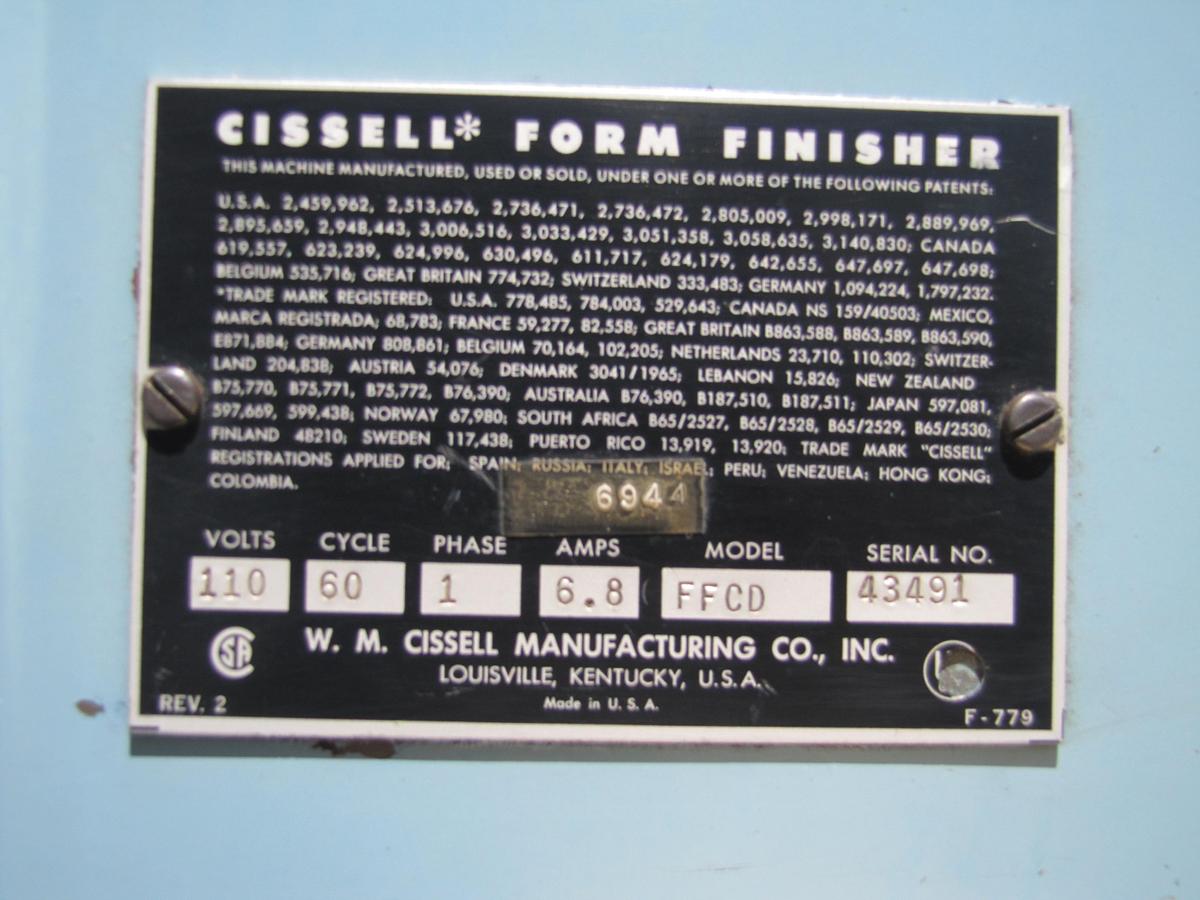 CISSELL* FORM FINISHER
THIS MACHINE MANUFACTURED, USED OR SOLD, UNDER ONE OR MORE OF THE FOLLOWING PATENTS:
U.S.A. 2,459,962, 2,513,676, 2,736,471, 2,736,472, 2,805,009, 2,998,171, 2,889,969,
2,895,659, 2,948,443, 3,006,516, 3,033,429, 3,051,358, 3,058,635, 3,140,830; CANADA
619,557, 623,239, 624,996, 630,496, 611,717, 624,179, 642,655, 647,697, 647,698;
BELGIUM 535,716; GREAT BRITAIN 774,732; SWITZERLAND 333,483; GERMANY 1,094,224, 1,797,232.
*TRADE MARK REGISTERED: U.S.A. 778,485, 784,003, 529,643; CANADA NS 159/40503; MEXICO,
MARCA REGISTRADA; 68,783; FRANCE 59,277, 82,558; GREAT BRITAIN B863,588, B863,589, B863,590,
E871,884; GERMANY 808,861; BELGIUM 70,164, 102,205; NETHERLANDS 23,710, 110,302; SWITZER-
LAND 204,838; AUSTRIA 54,076; DENMARK 3041/1965; LEBANON 15,826; NEW ZEALAND
B75,770, B75,771, B75,772, B76,390; AUSTRALIA B76,390, B187,510, B187,511; JAPAN 597,081,
597,669, 599,438; NORWAY 67,980; SOUTH AFRICA B65/2527, B65/2528, B65/2529, B65/2530;
FINLAND 48210; SWEDEN 117,438; PUERTO RICO 13,919, 13,920; TRADE MARK "CISSELL"
REGISTRATIONS APPLIED FOR; SPAIN; RUSSIA; ITALY; ISRAEL; PERU; VENEZUELA; HONG KONG;
COLOMBIA.
6944
VOLTS CYCLE PHASE AMPS MODEL SERIAL NO.
110 60 1 6.8 FFCD 43491
SA W. M. CISSELL MANUFACTURING CO., INC.
LOUISVILLE, KENTUCKY, U.S.A.
REV. 2 Made in U. S. A. F-779